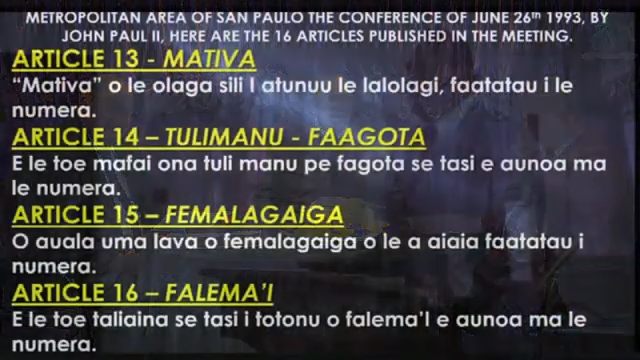 METROPOLITAN AREA OF SAN PAULO THE CONFERENCE OF JUNE 26th 1993, BY
JOHN PAUL II, HERE ARE THE 16 ARTICLES PUBLISHED IN THE MEETING.
ARTICLE 13 - MATIVA
“Mativa” o le olaga sili I atunuu le lalolagi, faatatau i le
numera.
ARTICLE 14 – TULIMANU - FAAGOTA
E le toe mafai ona tuli manu pe fagota se tasi e aunoa ma
le numera.
ARTICLE 15 – FEMALAGAIGA
O auala uma lava o femalagaiga o le a aiaia faatatau i
numera.
ARTICLE 16 – FALEMA’I
E le toe taliaina se tasi i totonu o falema’I e aunoa ma le
numera.